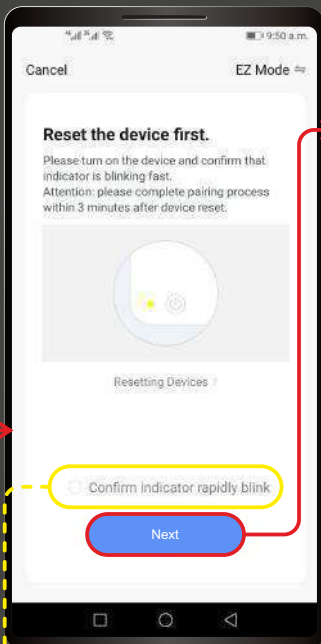 9:50 a.m.
Cancel
EZ Mode
Reset the device first.
Please turn on the device and confirm that
indicator is blinking fast.
Attention: please complete pairing process
within 3 minutes after device reset.
Resetting Devices
Confirm indicator rapidly blink
Next